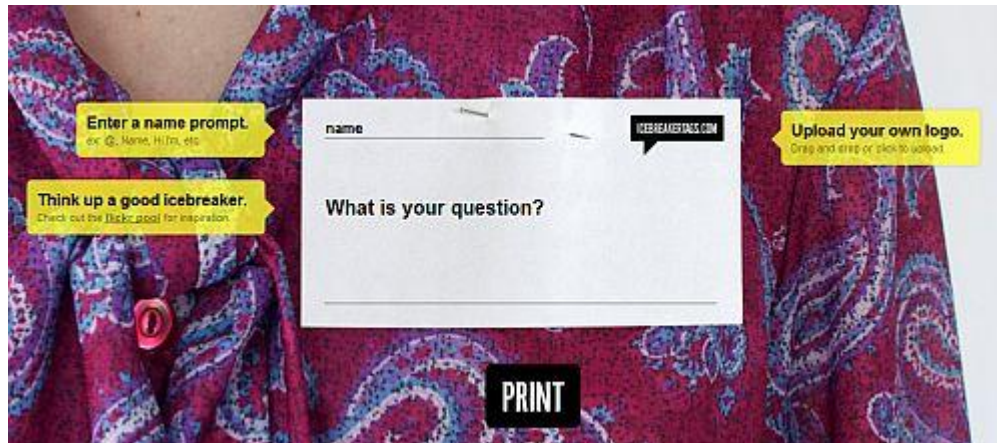 Enter a name prompt.
ex: @, Name, Hi I'm, etc.
Think up a good icebreaker.
Check out the flickr pool for inspiration.
name
ICEBREAKERTAGS.COM
What is your question?
Upload your own logo.
Drag and drop or click to upload.
PRINT